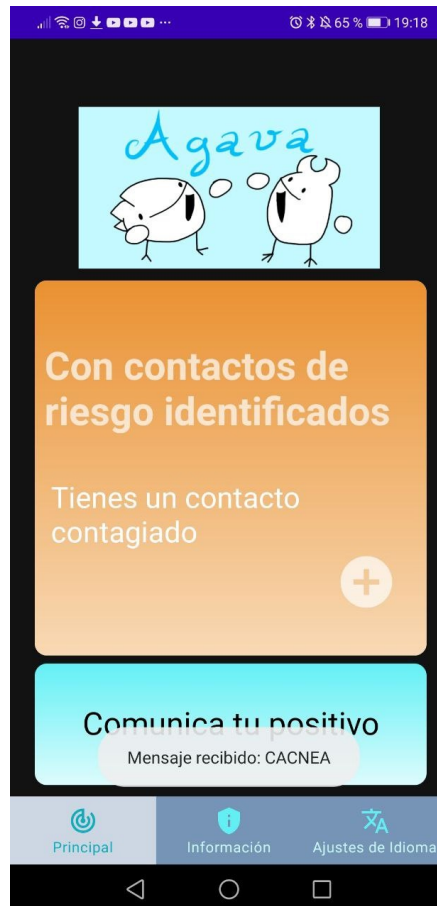 65 % 19:18
Agava
Con contactos de
riesgo identificados
Tienes un contacto
contagiado
Comunica tu positivo
Mensaje recibido: CACNEA
Principal
Información
Ajustes de Idioma